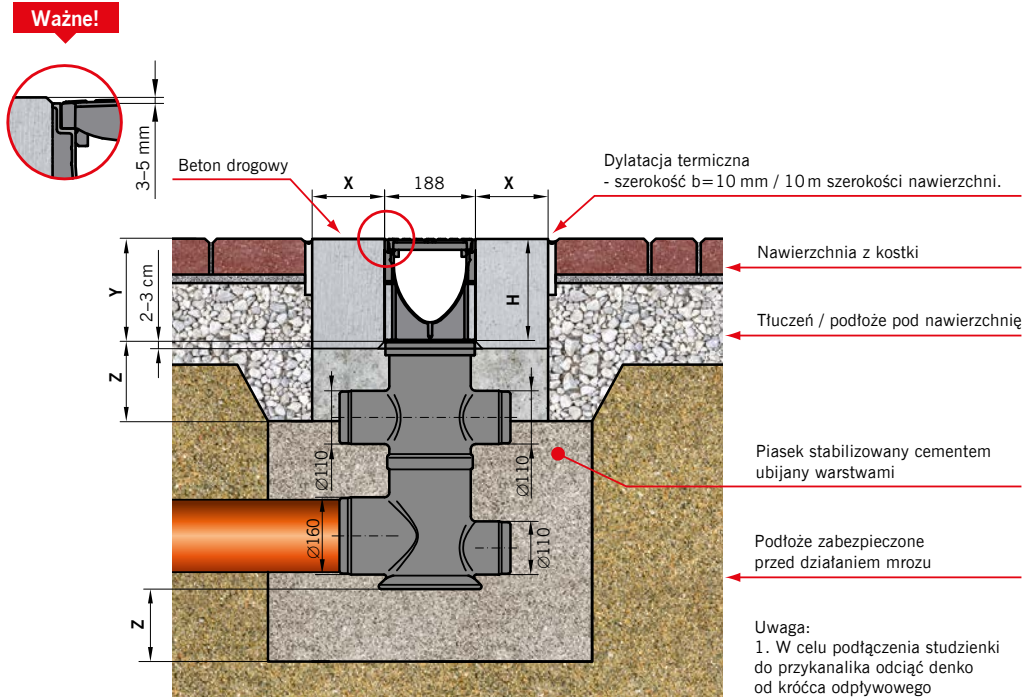 Ważne!
3–5 mm
Beton drogowy
X
188
X
Dylatacja termiczna
- szerokość b=10 mm / 10 m szerokości nawierzchni.
Nawierzchnia z kostki
Y
2–3 cm
H
Tłuczeń / podłoże pod nawierzchnię
Z
Ø110
Ø110
Piasek stabilizowany cementem
ubijany warstwami
Ø160
Ø110
Podłoże zabezpieczone
przed działaniem mrozu
Z
Uwaga:
1. W celu podłączenia studzienki
do przykanalika odciąć denko
od króćca odpływowego